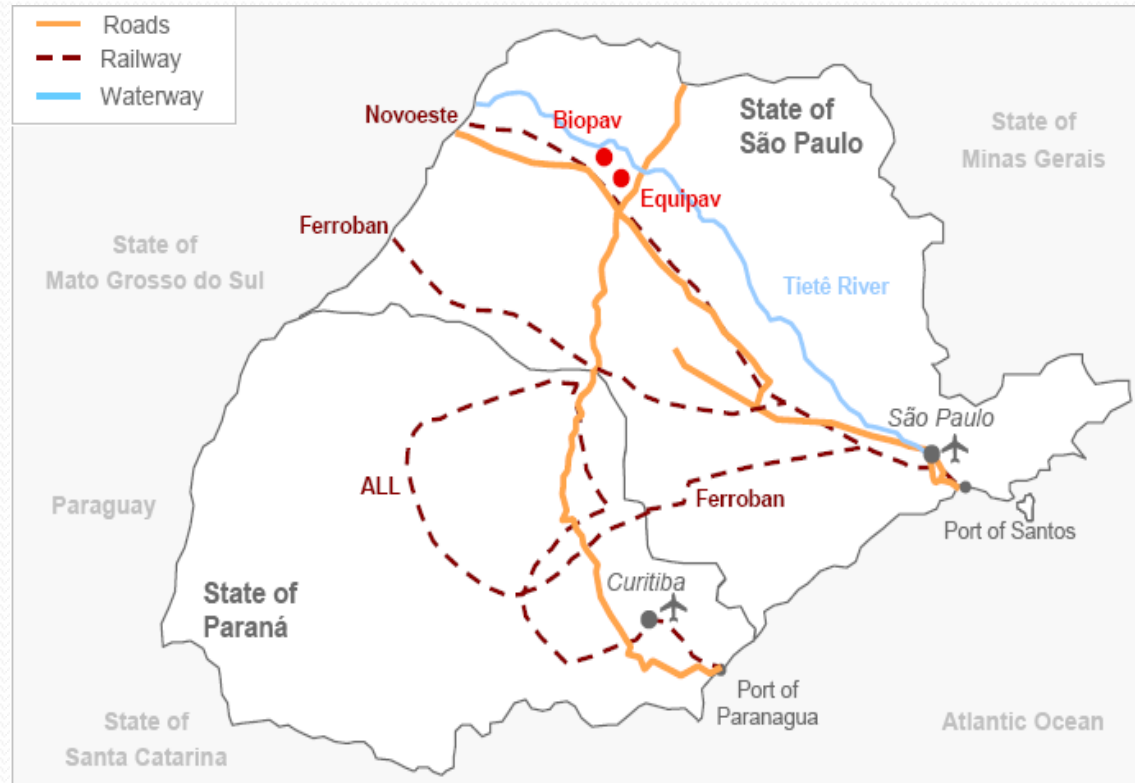 Roads
Railway
Waterway
Novoeste
Biopav
State of
São Paulo
State of
Minas Gerais
Equipav
Ferroban
State of
Mato Grosso do Sul
Tietê River
São Paulo
ALL
Ferroban
Paraguay
Port of Santos
Curitiba
State of
Paraná
Port of
Paranagua
State of
Santa Catarina
Atlantic Ocean